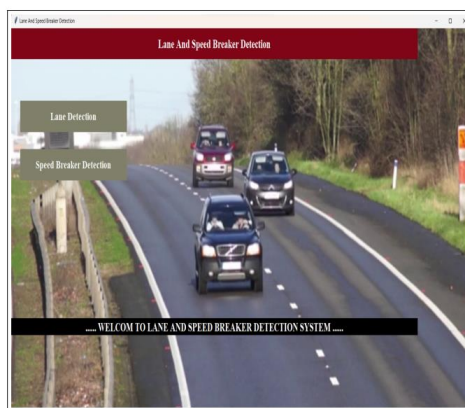 Lane And Speed Breaker Detection
Lane And Speed Breaker Detection
Lane Detection
Speed Breaker Detection
..... WELCOM TO LANE AND SPEED BREAKER DETECTION SYSTEM .....